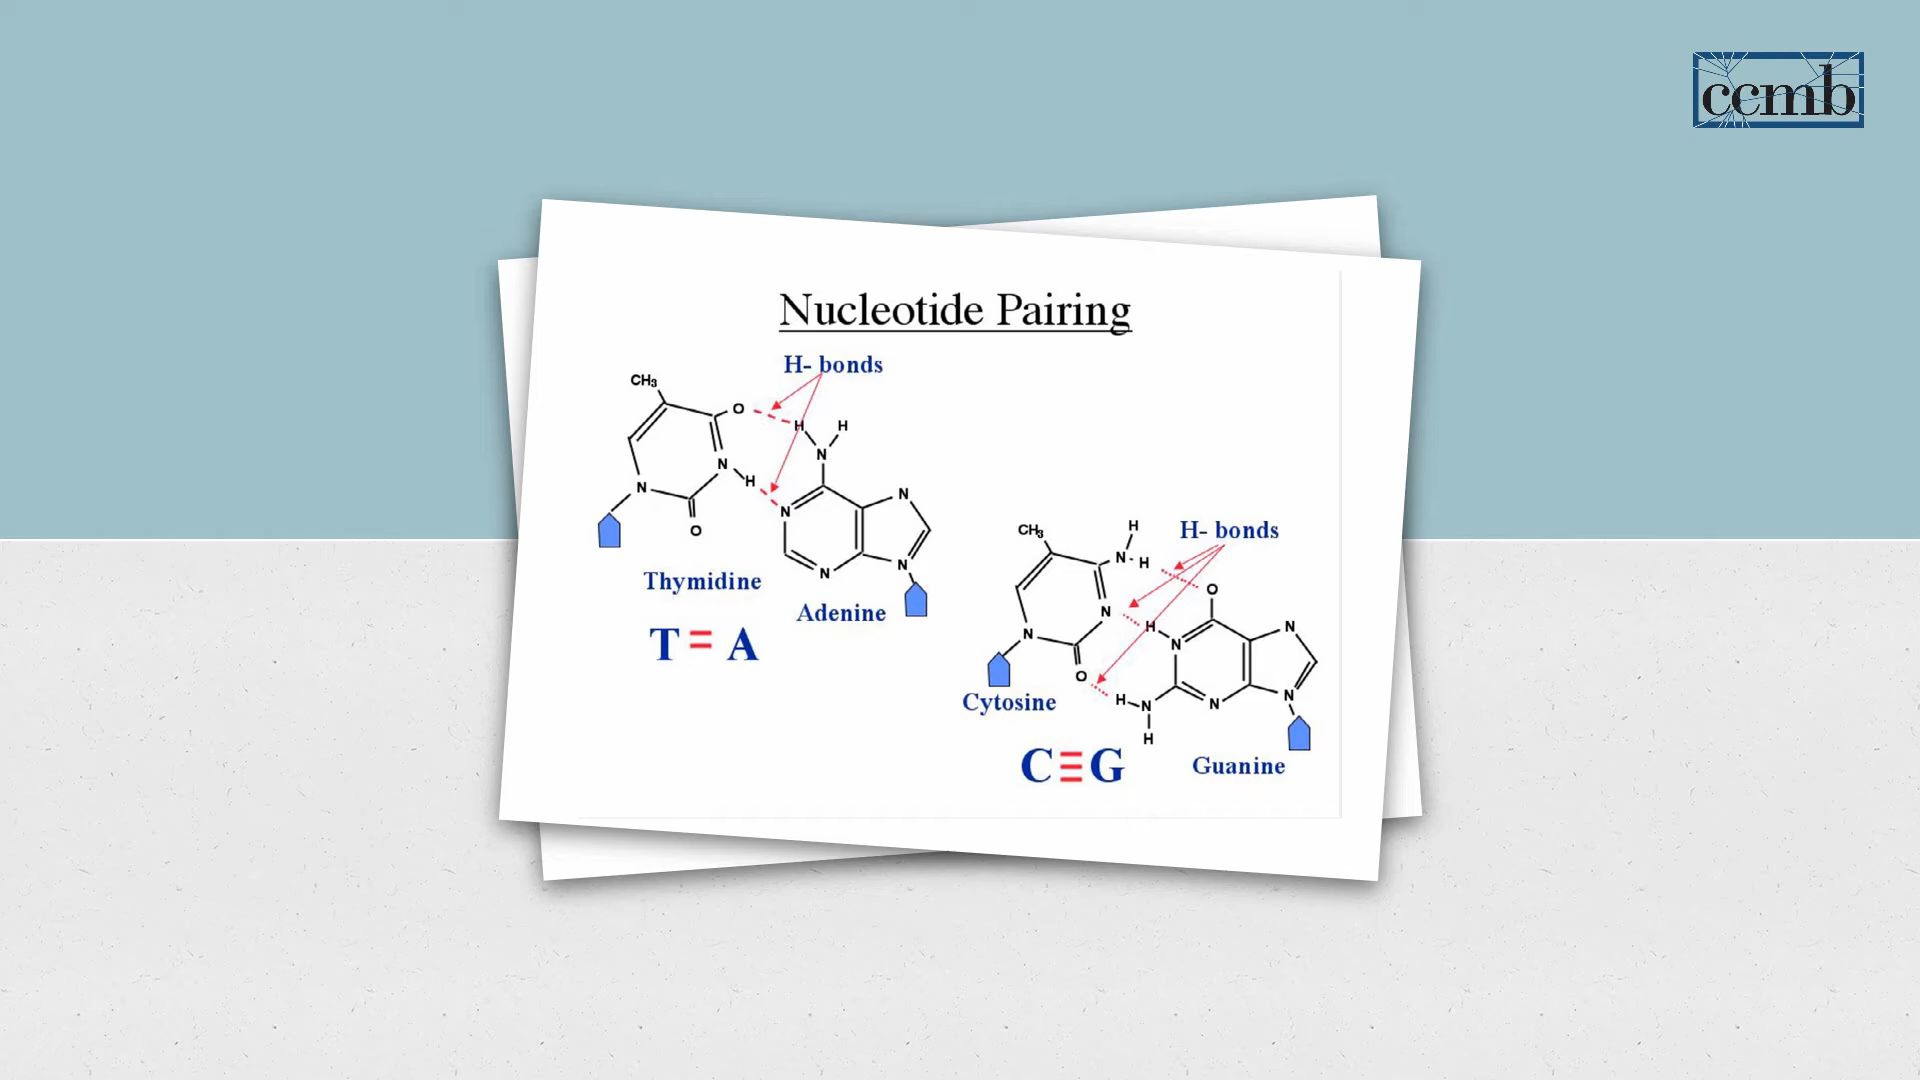 ccmb
Nucleotide Pairing
H- bonds
CH₃
O
H
H
N
N
H
N
N
N
O
N
N
Thymidine
Adenine
T = A
H- bonds
CH₃
H
N
H
O
N
H
N
N
N
O
H
N
N
N
H
Cytosine
Guanine
C ≡ G